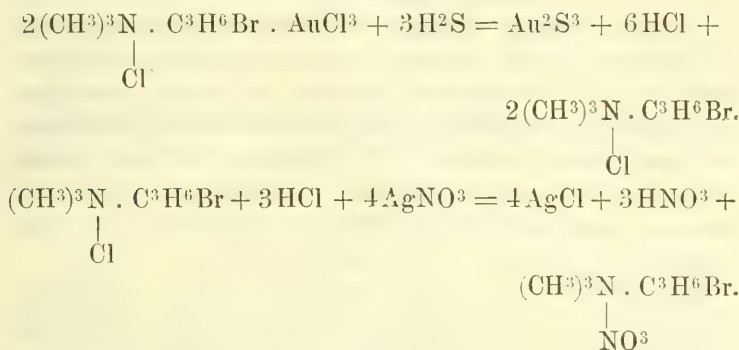 2(CH³)³N . C³H⁶Br . AuCl³ + 3H²S = Au²S³ + 6HCl +
|
Cl
2(CH³)³N . C³H⁶Br.
|
Cl
(CH³)³N . C³H⁶Br + 3HCl + 4AgNO³ = 4AgCl + 3HNO³ +
|
Cl
(CH³)³N . C³H⁶Br.
|
NO³